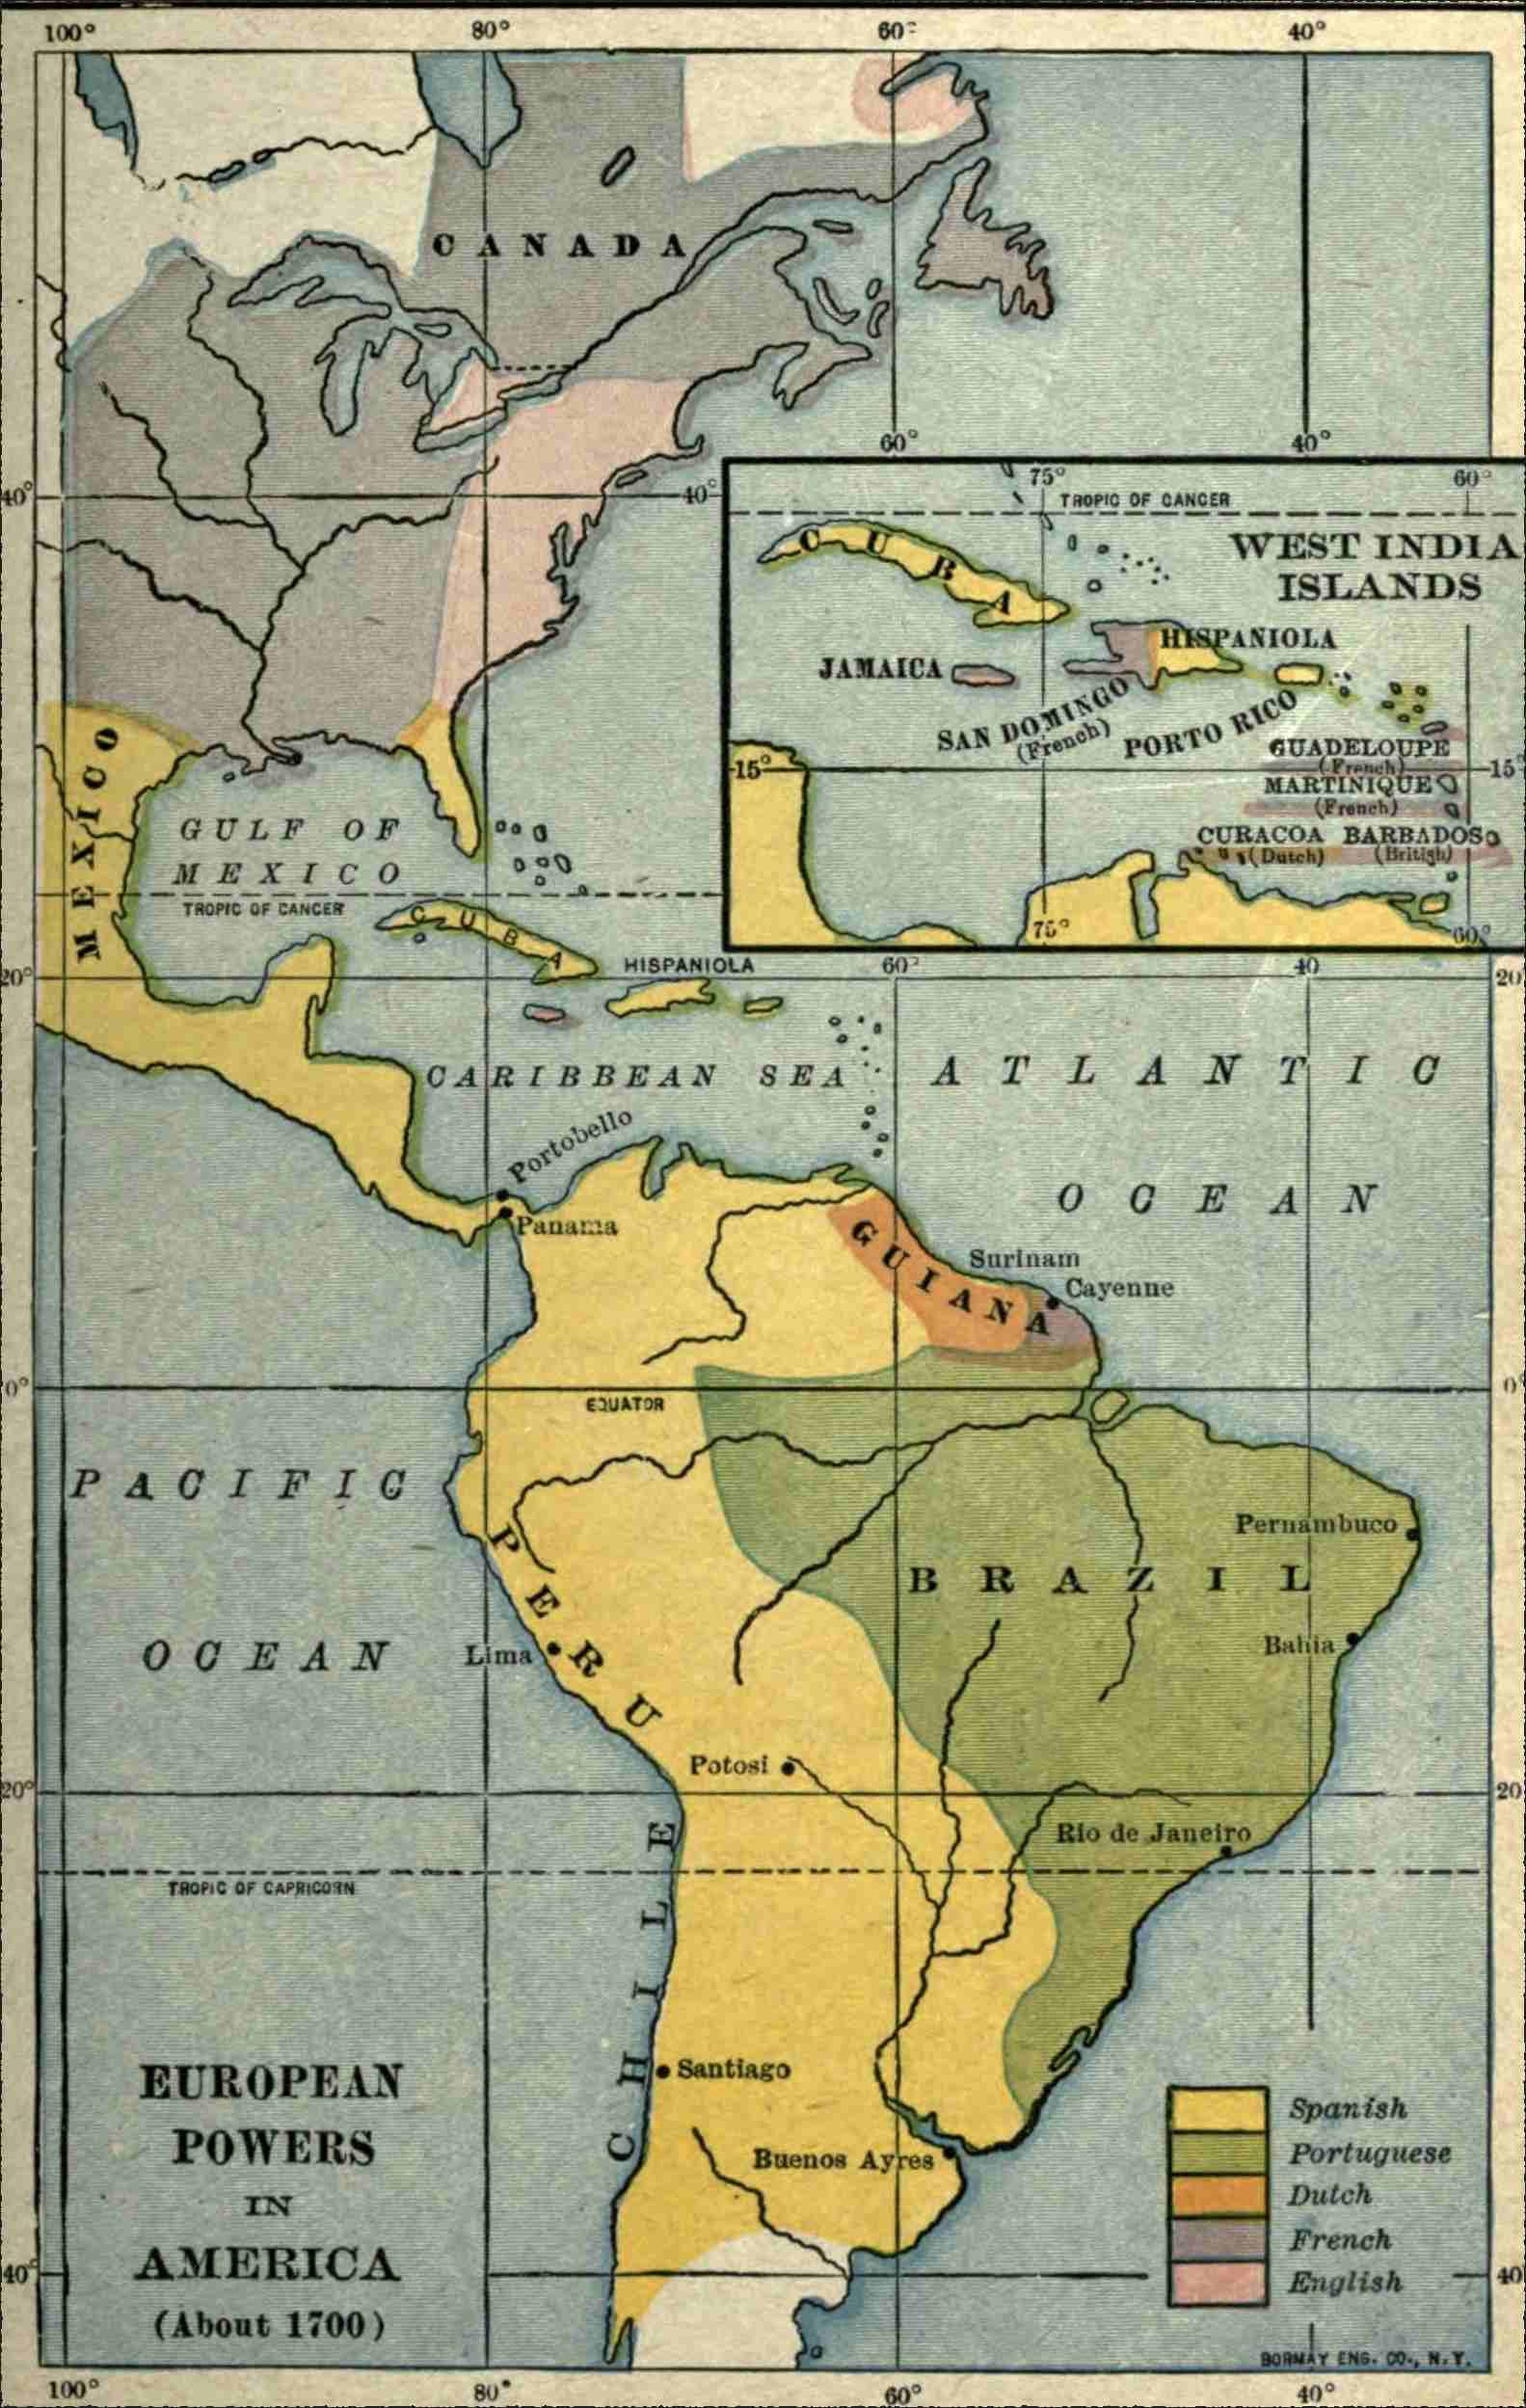 100° 80° 60° 40°
CANADA
60° 40°
40° 40°
75° 60°
TROPIC OF CANCER
WEST INDIA
ISLANDS
CUBA
HISPANIOLA
JAMAICA
SAN DOMINGO
(French)
PORTO RICO
GUADELOUPE
(French)
15° 15°
MARTINIQUE
(French)
CURACOA BARBADOS
(Dutch) (British)
75° 60°
MEXICO
GULF OF
MEXICO
TROPIC OF CANCER
CUBA
HISPANIOLA
60° 40
20° 20
CARIBBEAN SEA
ATLANTIC
OCEAN
Portobello
Panama
GUIANA
Surinam
Cayenne
0° 0°
EQUATOR
PACIFIC
OCEAN
PERU
Lima
BRAZIL
Pernambuco
Bahia
Potosi
20° 20
Rio de Janeiro
TROPIC OF CAPRICORN
CHILE
Santiago
Buenos Ayres
EUROPEAN
POWERS
IN
AMERICA
(About 1700)
Spanish
Portuguese
Dutch
French
English
40° 40
BORMAY ENG. CO., N.Y.
100° 80° 60° 40°